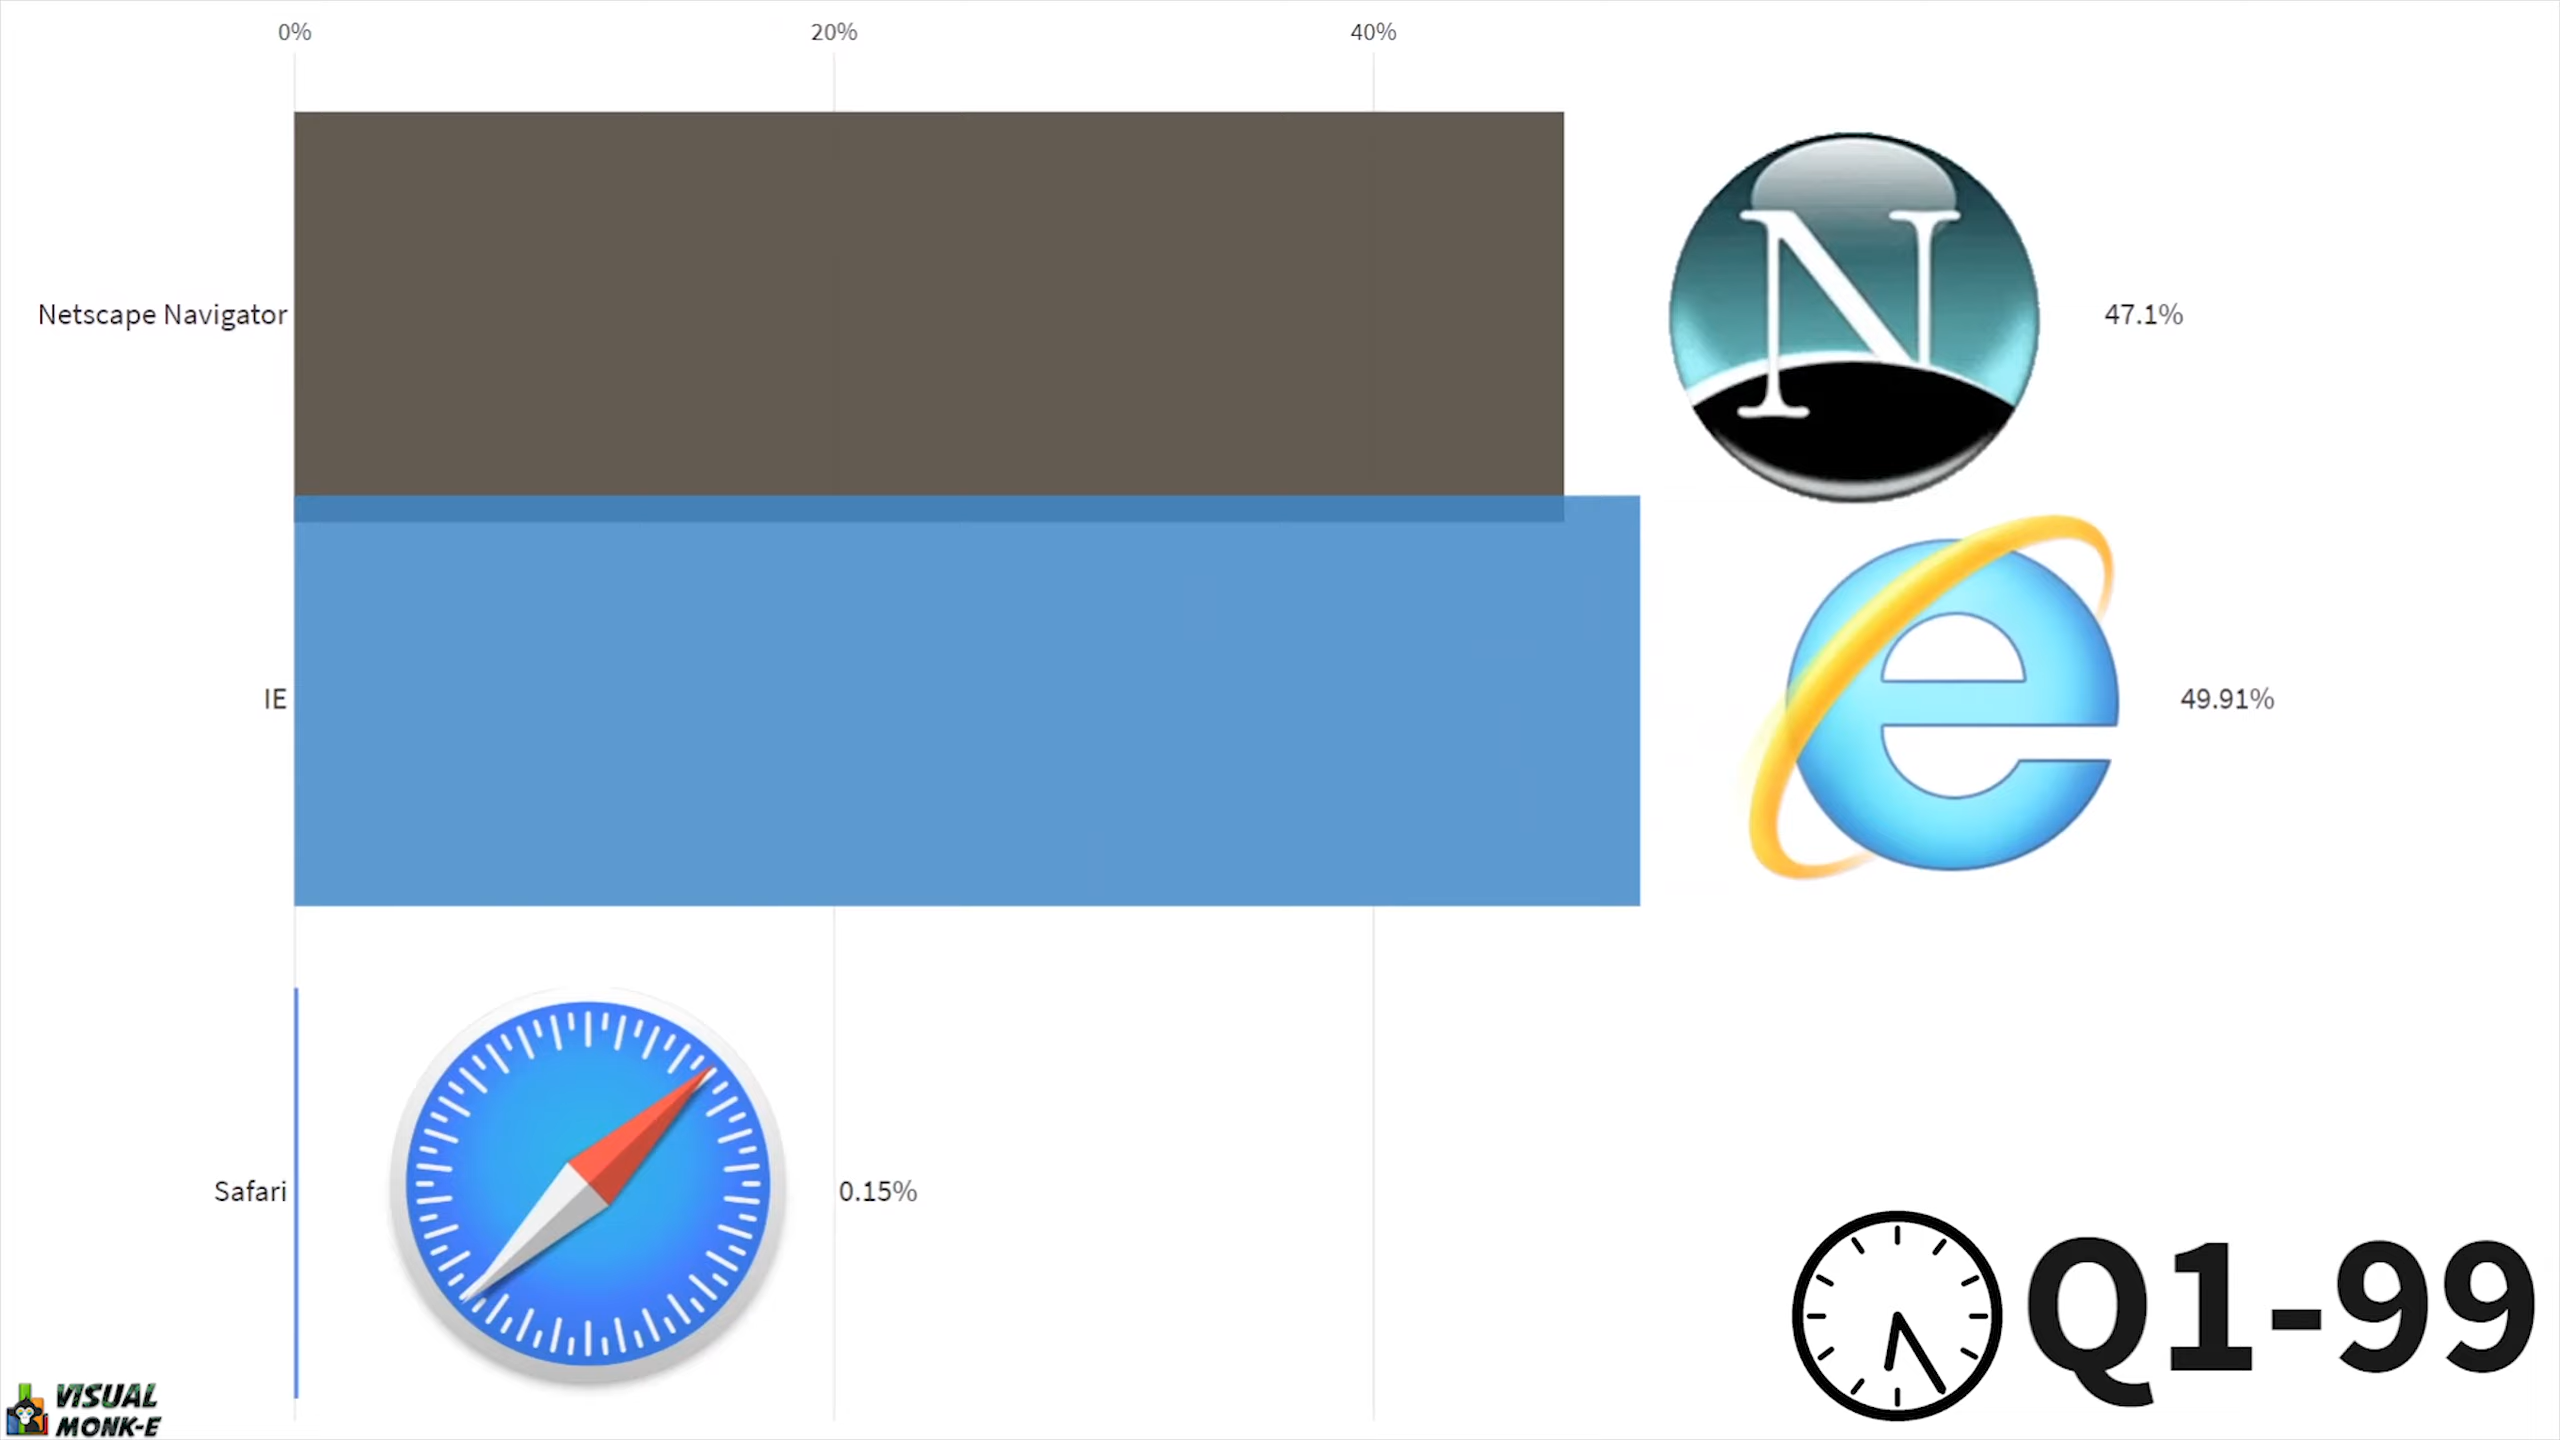 0% 20% 40%
Netscape Navigator 47.1%
IE 49.91%
Safari 0.15%
Q1-99
VISUAL
MONK-E